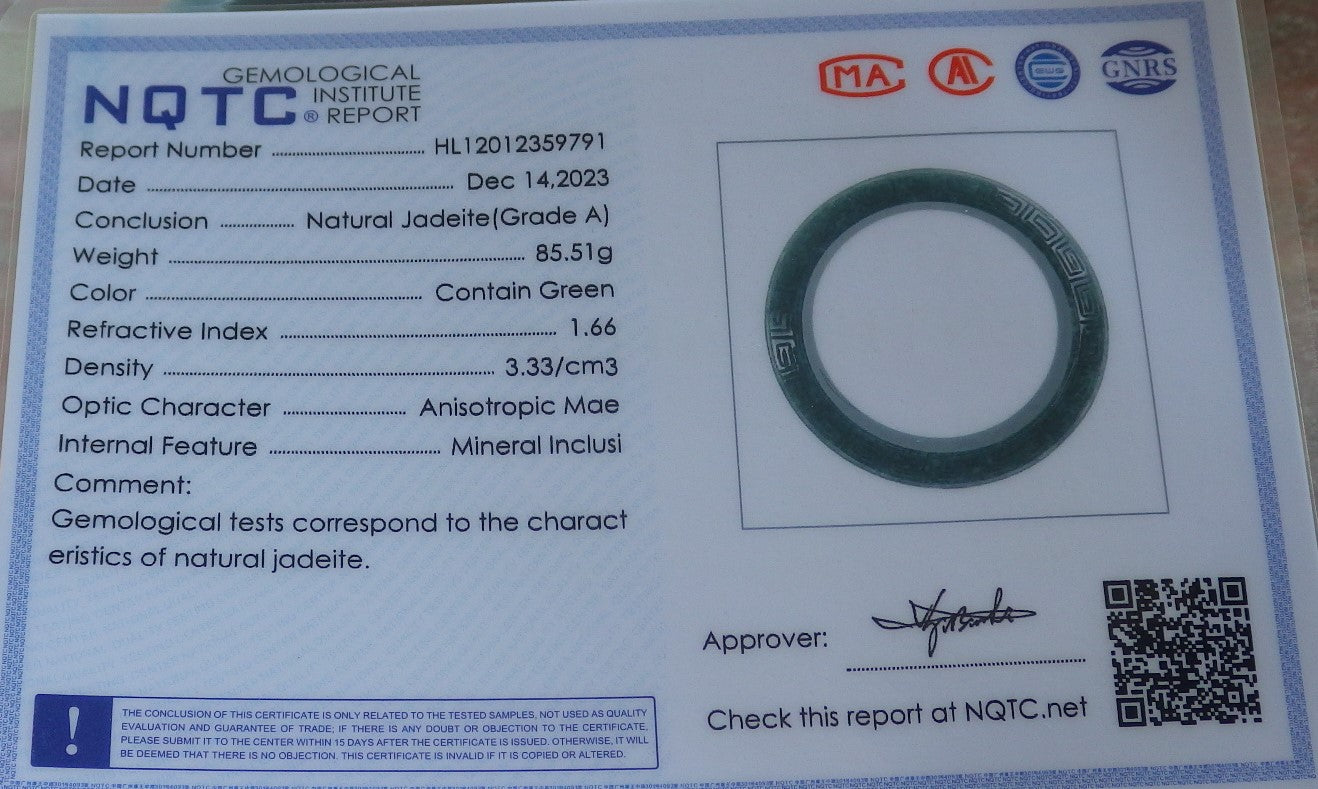 GEMOLOGICAL
INSTITUTE
NQTC® REPORT
Report Number HL12012359791
Date Dec 14,2023
Conclusion Natural Jadeite(Grade A)
Weight 85.51g
Color Contain Green
Refractive Index 1.66
Density 3.33/cm3
Optic Character Anisotropic Mae
Internal Feature Mineral Inclusi
Comment:
Gemological tests correspond to the charact
eristics of natural jadeite.
! THE CONCLUSION OF THIS CERTIFICATE IS ONLY RELATED TO THE TESTED SAMPLES, NOT USED AS QUALITY
EVALUATION AND GUARANTEE OF TRADE; IF THERE IS ANY DOUBT OR OBJECTION TO THE CERTIFICATE,
PLEASE SUBMIT IT TO THE CENTER WITHIN 15 DAYS AFTER THE CERTIFICATE IS ISSUED. OTHERWISE, IT WILL
BE DEEMED THAT THERE IS NO OBJECTION. THIS CERTIFICATE IS INVALID IF IT IS COPIED OR ALTERED.
MA
GNRS
Approver:
Check this report at NQTC.net